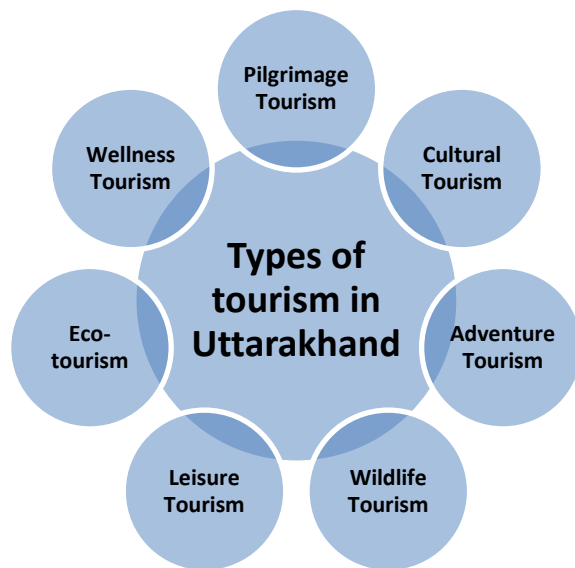 Pilgrimage
Tourism
Wellness
Tourism
Cultural
Tourism
Types of
tourism in
Uttarakhand
Eco-
tourism
Adventure
Tourism
Leisure
Tourism
Wildlife
Tourism